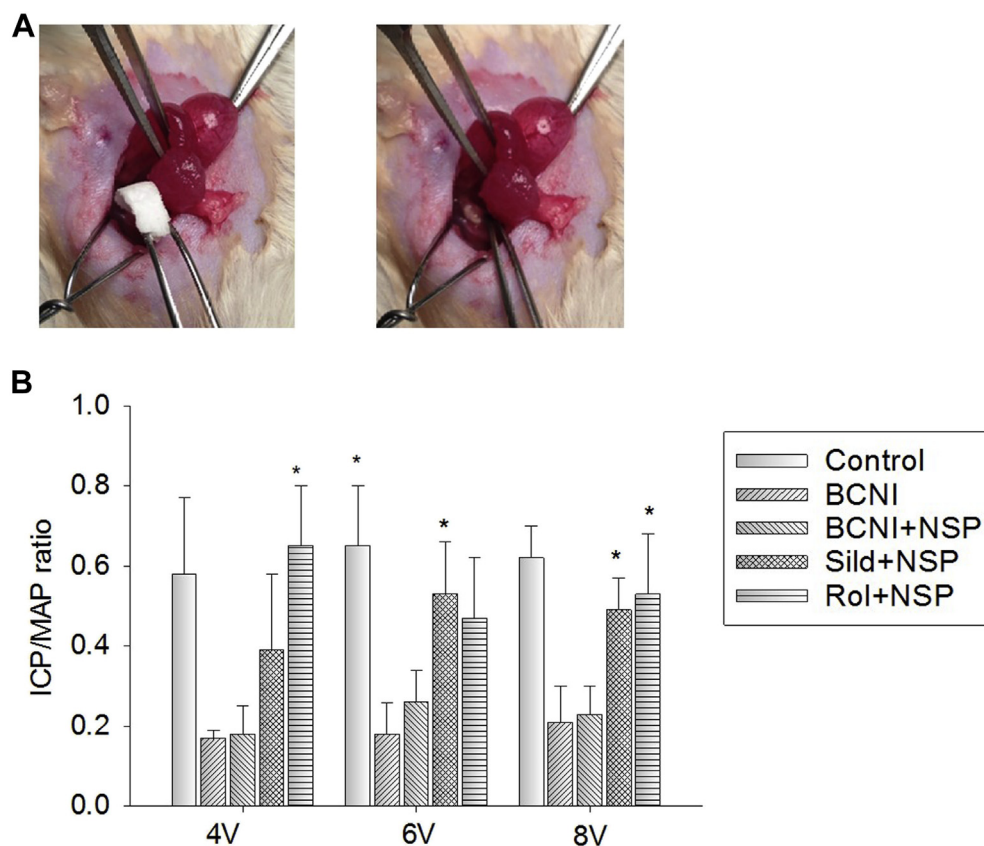 A
B
ICP/MAP ratio
1.0
0.8
0.6
0.4
0.2
0.0
*
*
*
*
*
4V
6V
8V
Control
BCNI
BCNI+NSP
Sild+NSP
Rol+NSP